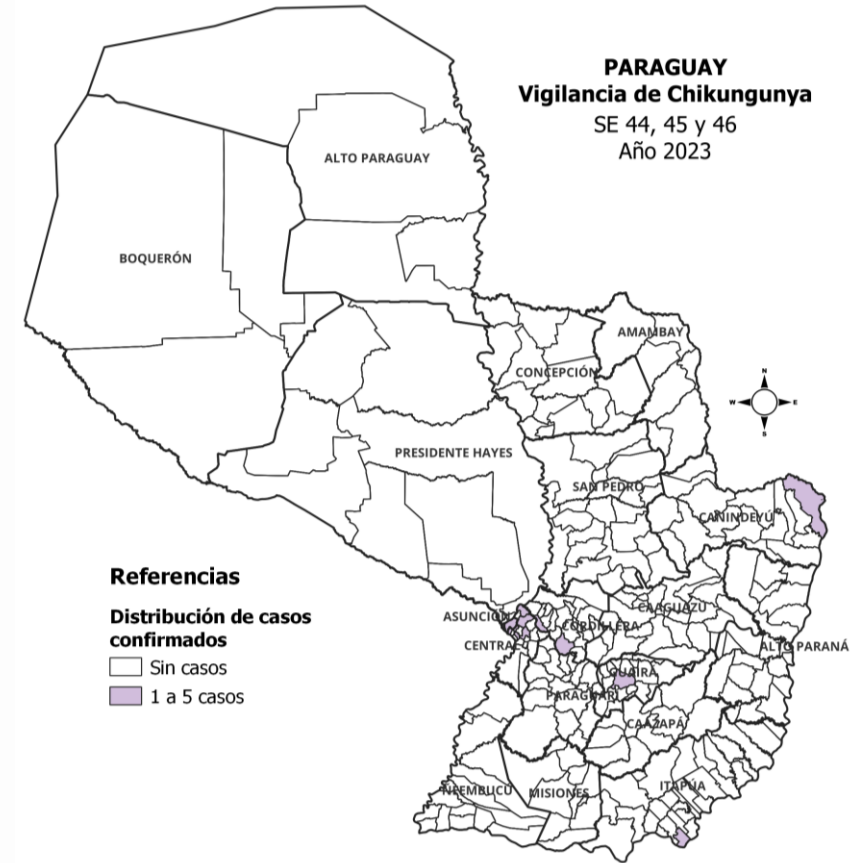 PARAGUAY
Vigilancia de Chikungunya
SE 44, 45 y 46
Año 2023
ALTO PARAGUAY
BOQUERÓN
AMAMBAY
CONCEPCIÓN
N
W
E
S
PRESIDENTE HAYES
SAN PEDRO
CANINDEYÚ
Referencias
Distribución de casos
confirmados
Sin casos
1 a 5 casos
ASUNCIÓN
CAAGUAZÚ
CORDILLERA
CENTRAL
ALTO PARANÁ
GUAIRÁ
PARAGUARÍ
CAAZAPÁ
ÑEEMBUCÚ
MISIONES
ITAPÚA